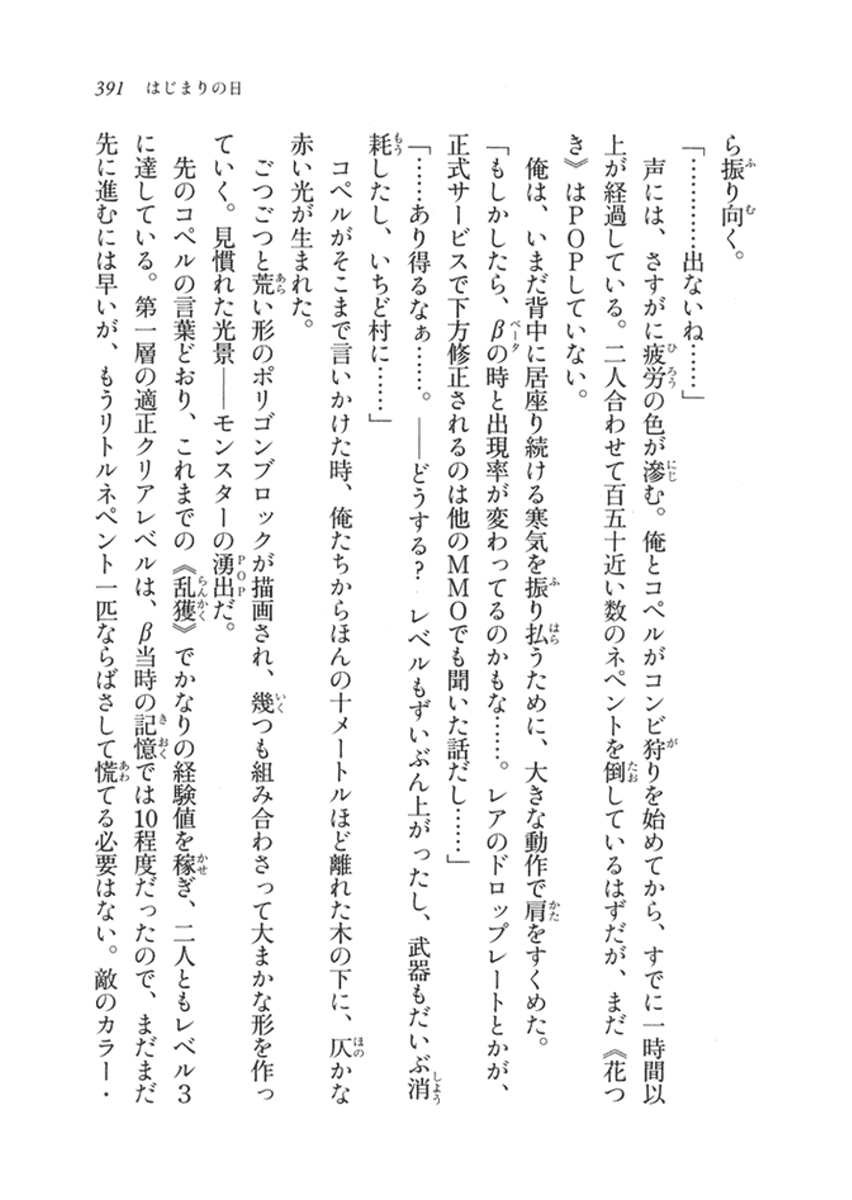 391　はじまりの日
ら振り向く。
「…………出ないね……」
　声には、さすがに疲労の色が滲む。俺とコペルがコンビ狩りを始めてから、すでに一時間以
上が経過している。二人合わせて百五十近い数のネペントを倒しているはずだが、まだ《花つ
き》はPOPしていない。
　俺は、いまだ背中に居座り続ける寒気を振り払うために、大きな動作で肩をすくめた。
「もしかしたら、βの時と出現率が変わってるのかもな……。レアのドロップレートとかが、
正式サービスで下方修正されるのは他のMMOでも聞いた話だし……」
「……あり得るなぁ……。――どうする？　レベルもずいぶん上がったし、武器もだいぶ消
耗したし、いちど村に……」
　コペルがそこまで言いかけた時、俺たちからほんの十メートルほど離れた木の下に、仄かな
赤い光が生まれた。
　ごつごつと荒い形のポリゴンブロックが描画され、幾つも組み合わさって大まかな形を作っ
ていく。見慣れた光景――モンスターの湧出だ。
　先のコペルの言葉どおり、これまでの《乱獲》でかなりの経験値を稼ぎ、二人ともレベル3
に達している。第一層の適正クリアレベルは、β当時の記憶では10程度だったので、まだまだ
先に進むには早いが、もうリトルネペント一匹ならばさして慌てる必要はない。敵のカラー・